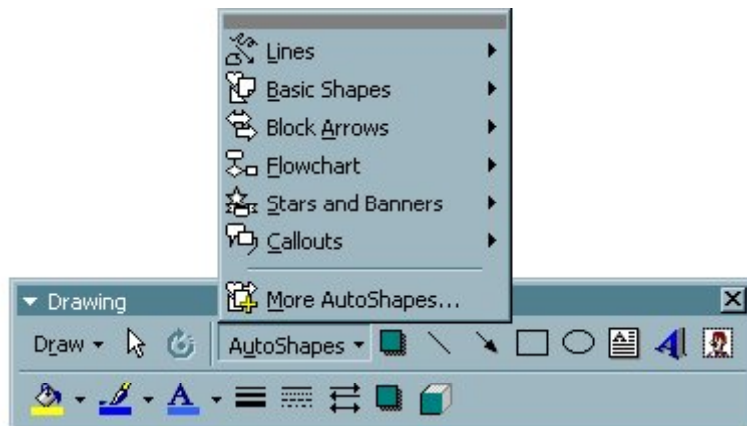 Lines
Basic Shapes
Block Arrows
Flowchart
Stars and Banners
Callouts
More AutoShapes...
Drawing
Draw AutoShapes